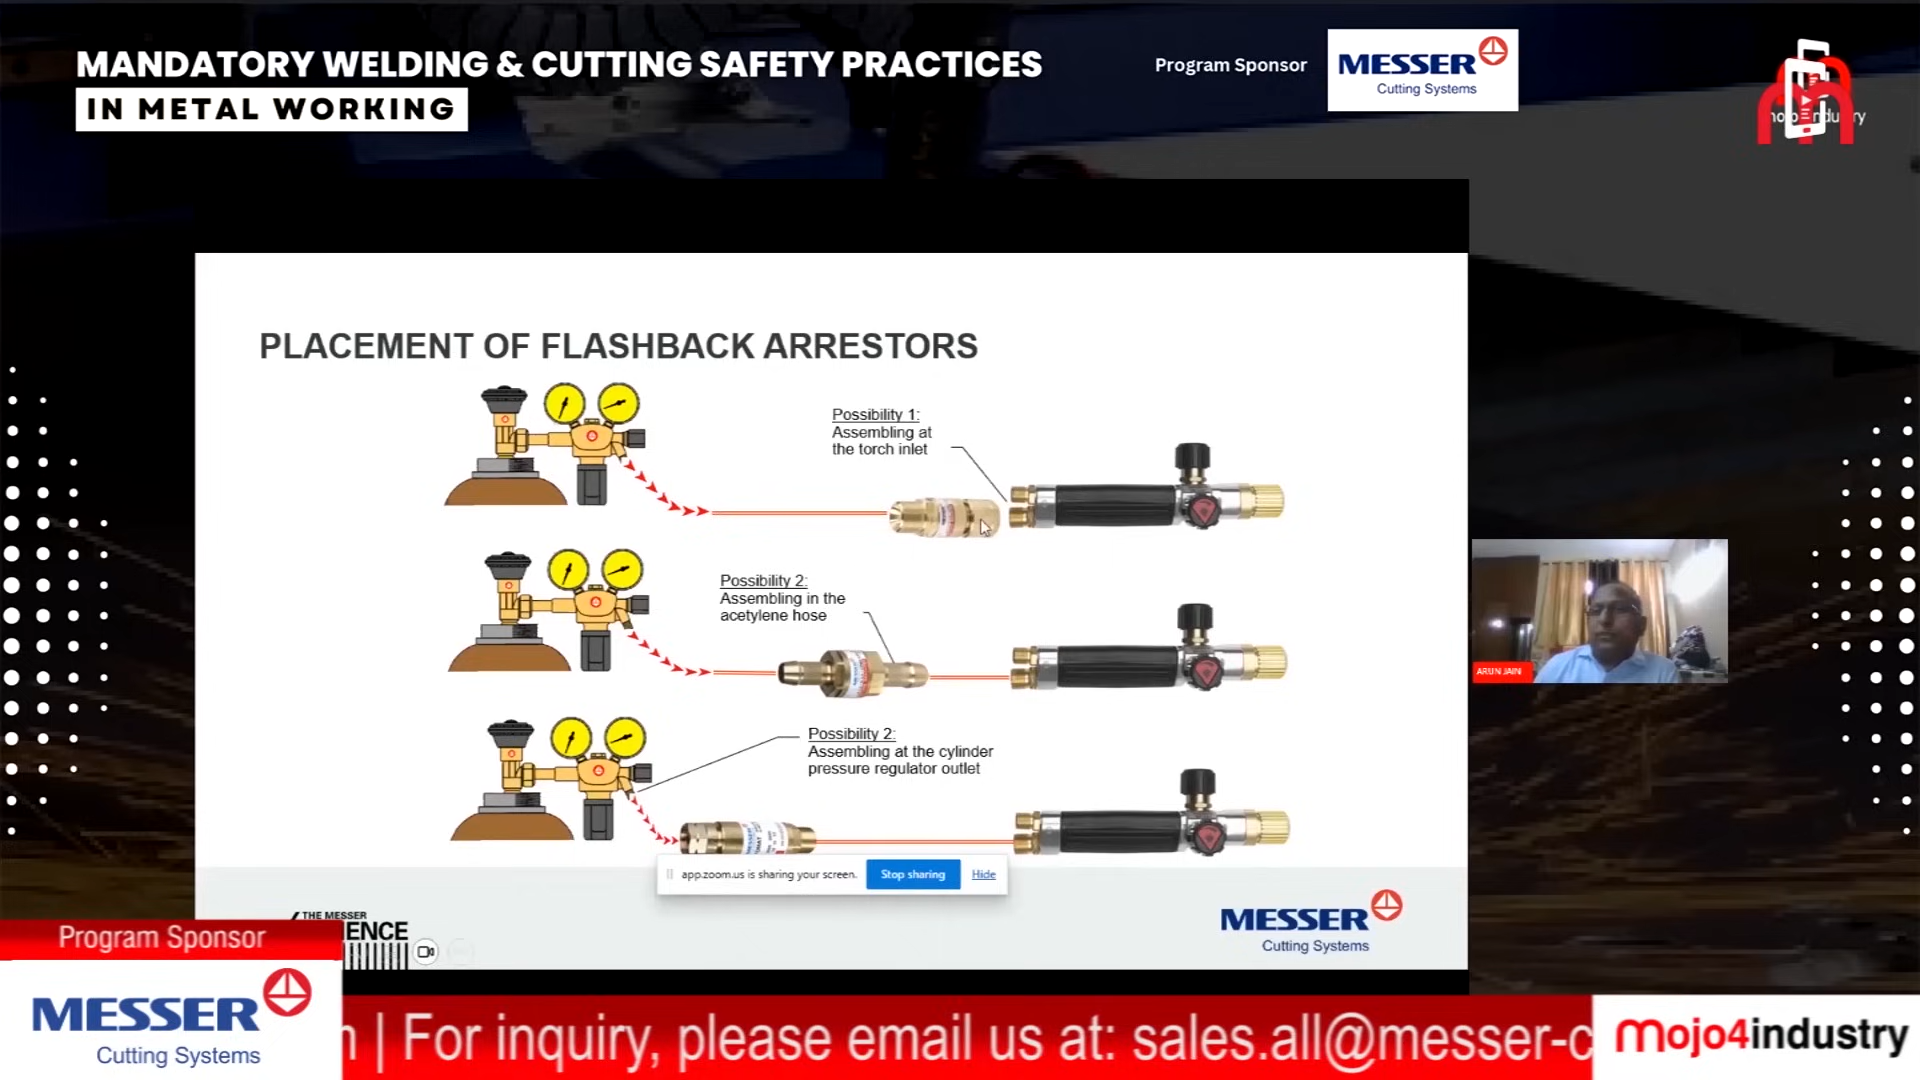 MANDATORY WELDING & CUTTING SAFETY PRACTICES
IN METAL WORKING
Program Sponsor
MESSER
Cutting Systems
PLACEMENT OF FLASHBACK ARRESTORS
Possibility 1:
Assembling at
the torch inlet
Possibility 2:
Assembling in the
acetylene hose
Possibility 2:
Assembling at the cylinder
pressure regulator outlet
ARUN JAIN
app.zoom.us is sharing your screen.
Stop sharing
Hide
THE MESSER
IENCE
MESSER
Cutting Systems
Program Sponsor
MESSER
Cutting Systems
| For inquiry, please email us at: sales.all@messer-c
mojo4industry